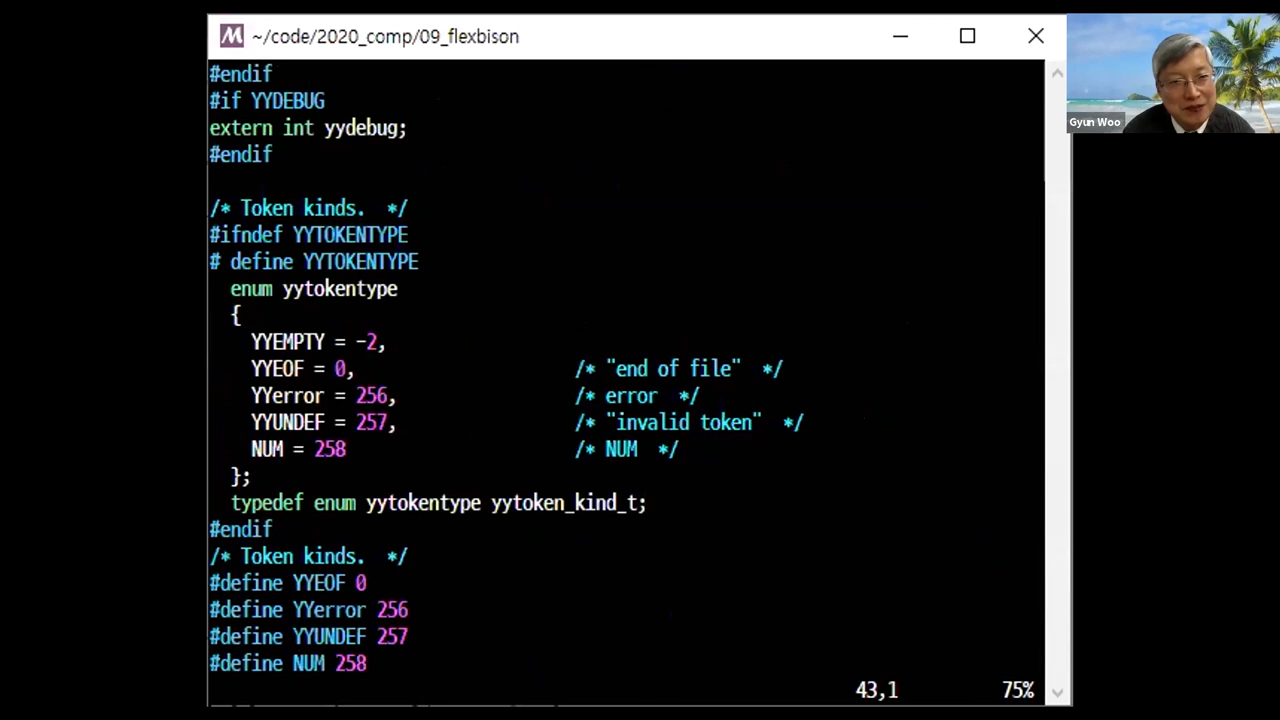 ~/code/2020_comp/09_flexbison
Gyun Woo
#endif
#if YYDEBUG
extern int yydebug;
#endif
/* Token kinds.  */
#ifndef YYTOKENTYPE
# define YYTOKENTYPE
enum yytokentype
{
YYEMPTY = -2,
YYEOF = 0, /* "end of file"  */
YYerror = 256, /* error  */
YYUNDEF = 257, /* "invalid token"  */
NUM = 258 /* NUM  */
};
typedef enum yytokentype yytoken_kind_t;
#endif
/* Token kinds.  */
#define YYEOF 0
#define YYerror 256
#define YYUNDEF 257
#define NUM 258
43,1 75%